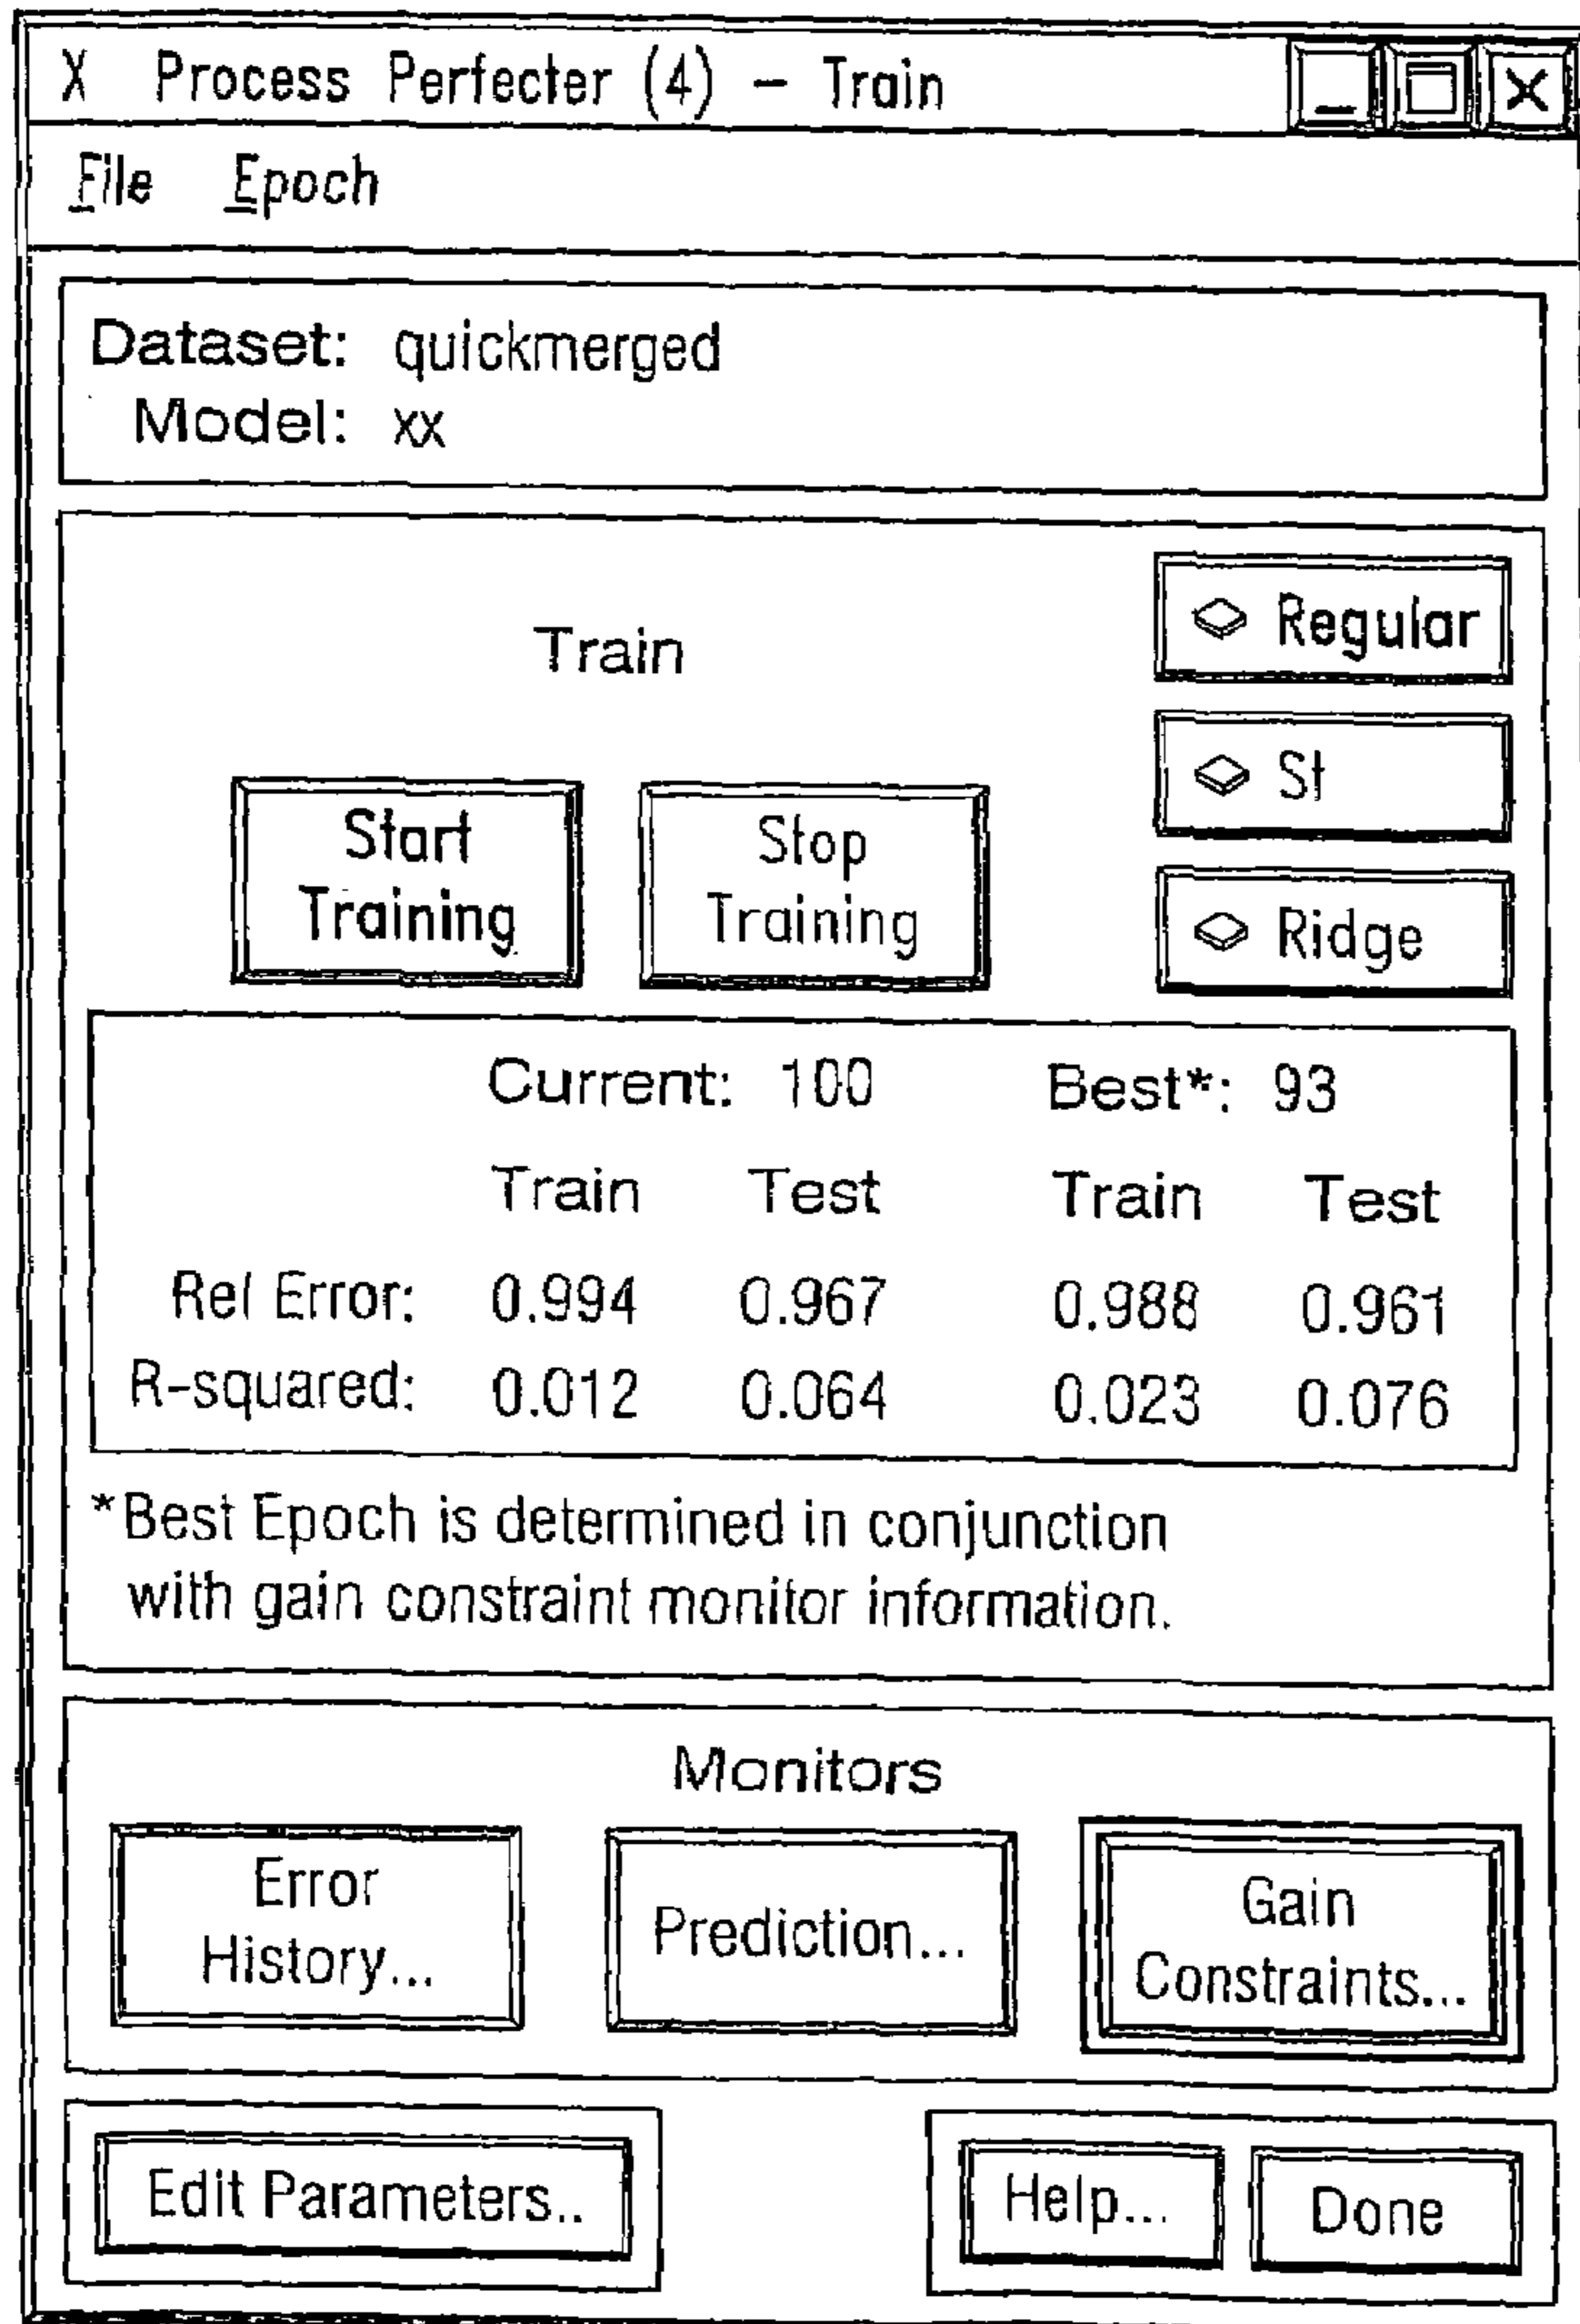 X Process Perfecter (4) – Train
File Epoch
Dataset: quickmerged
Model: xx
Train
Regular
St
Ridge
Start
Training
Stop
Training
Current: 100 Best*: 93
Train Test Train Test
Rel Error: 0.994 0.967 0.988 0.961
R-squared: 0.012 0.064 0.023 0.076
*Best Epoch is determined in conjunction
with gain constraint monitor information.
Monitors
Error
History...
Prediction...
Gain
Constraints...
Edit Parameters..
Help...
Done